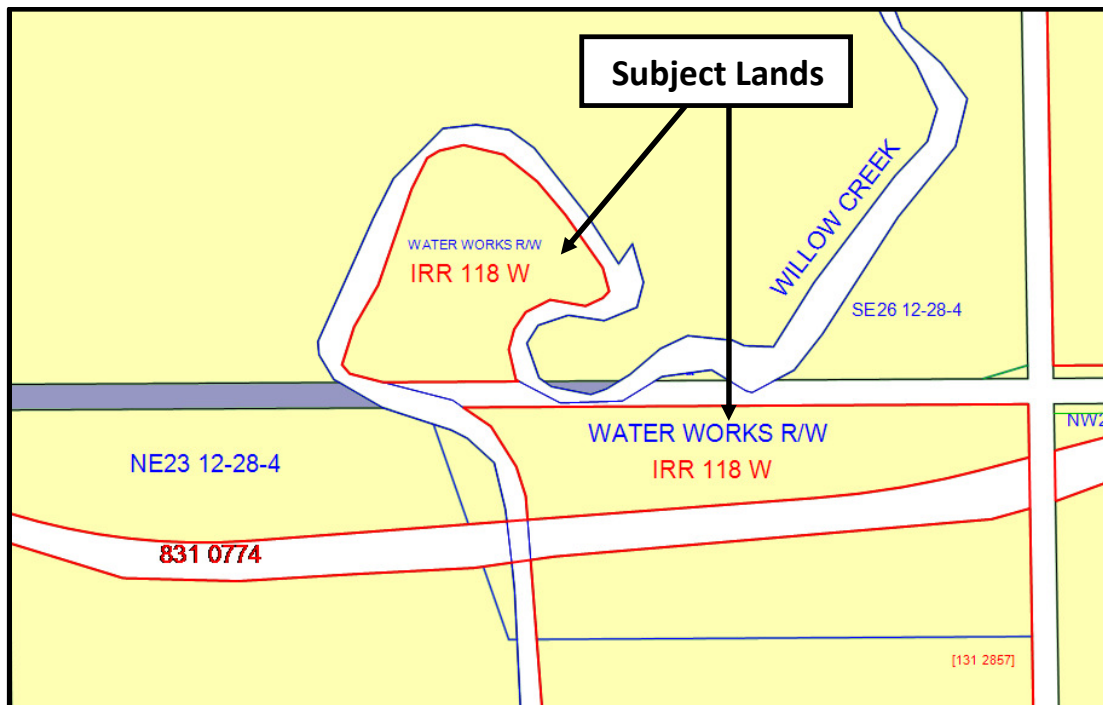 Subject Lands
WATER WORKS R/W
IRR 118 W
WILLOW CREEK
SE26 12-28-4
WATER WORKS R/W
IRR 118 W
NE23 12-28-4
831 0774
[131 2857]